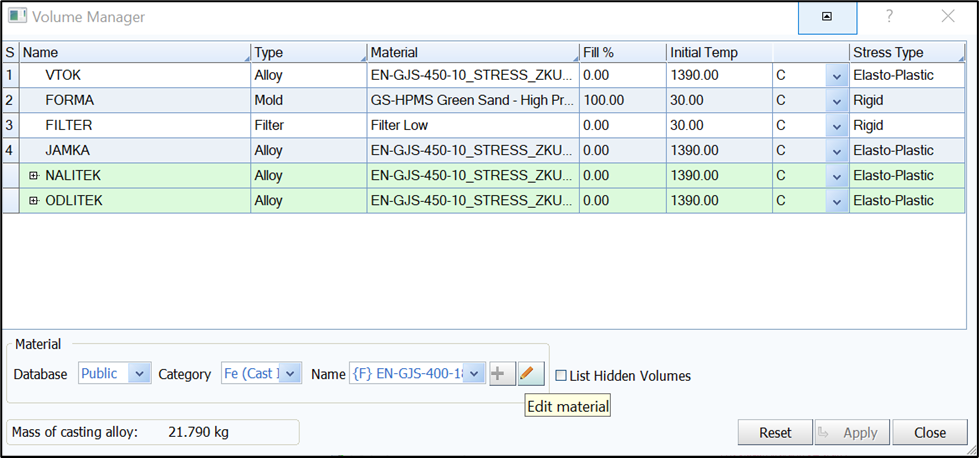 Volume Manager ?
S Name Type Material Fill % Initial Temp Stress Type
1 VTOK Alloy EN-GJS-450-10_STRESS_ZKU... 0.00 1390.00 C Elasto-Plastic
2 FORMA Mold GS-HPMS Green Sand - High Pr... 100.00 30.00 C Rigid
3 FILTER Filter Filter Low 0.00 30.00 C Rigid
4 JAMKA Alloy EN-GJS-450-10_STRESS_ZKU... 0.00 1390.00 C Elasto-Plastic
NALITEK Alloy EN-GJS-450-10_STRESS_ZKU... 0.00 1390.00 C Elasto-Plastic
ODLITEK Alloy EN-GJS-450-10_STRESS_ZKU... 0.00 1390.00 C Elasto-Plastic
Material
Database Public Category Fe (Cast I Name {F} EN-GJS-400-18 List Hidden Volumes
Edit material
Mass of casting alloy: 21.790 kg Reset Apply Close